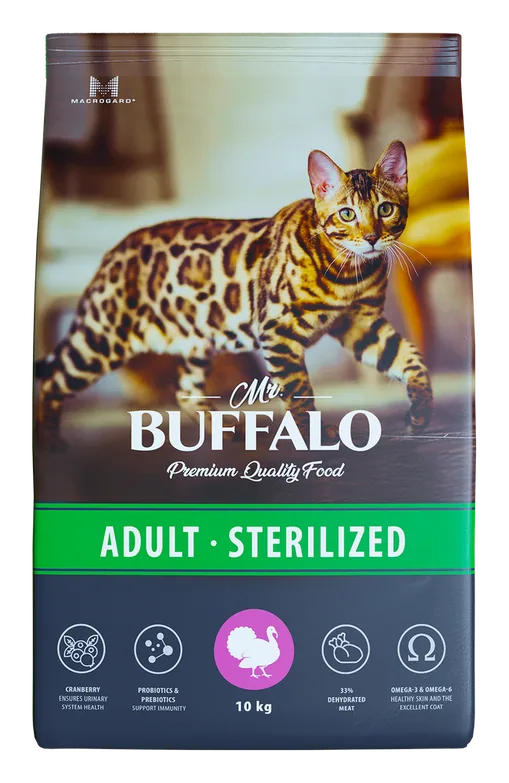 MACROGARD®
Mr.
BUFFALO
Premium Quality Food
ADULT · STERILIZED
CRANBERRY
ENSURES URINARY
SYSTEM HEALTH
PROBIOTICS &
PREBIOTICS
SUPPORT IMMUNITY
10 kg
33%
DEHYDRATED
MEAT
Ω
OMEGA-3 & OMEGA-6
HEALTHY SKIN AND THE
EXCELLENT COAT